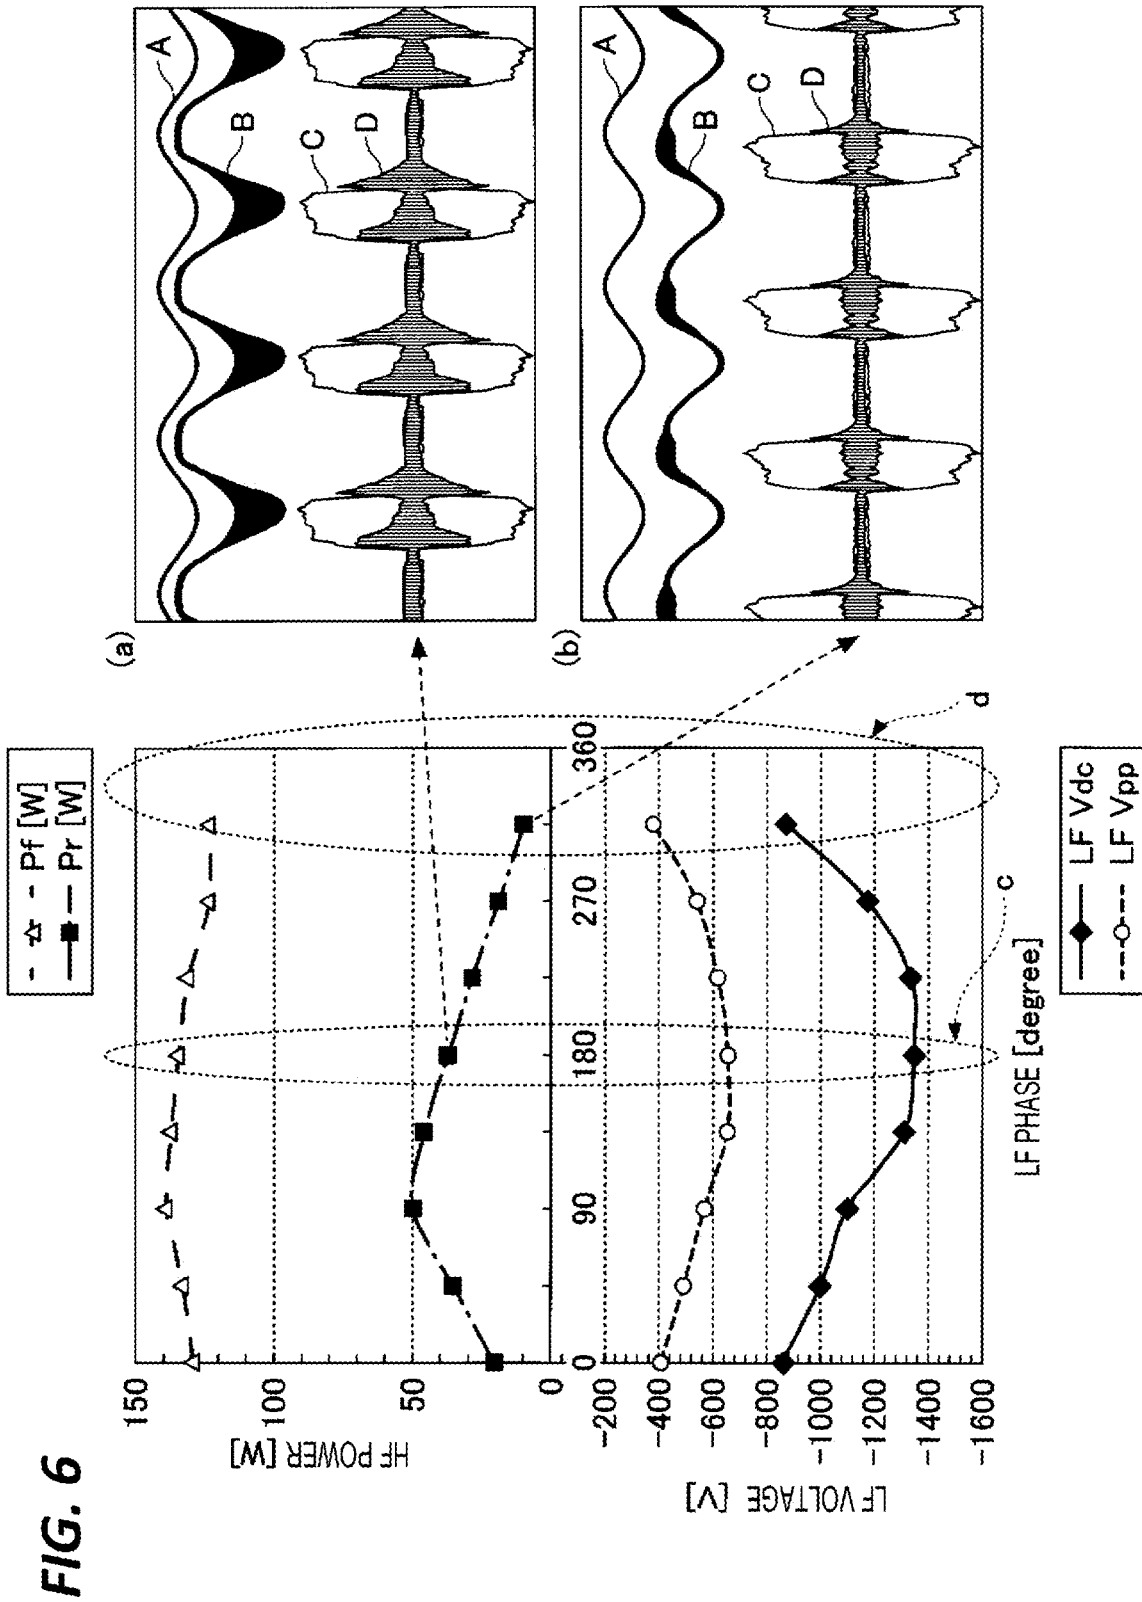 FIG. 6
Pf [W]
Pr [W]
HF POWER [W]
150
100
50
0
LF VOLTAGE [V]
-200
-400
-600
-800
-1000
-1200
-1400
-1600
0 90 180 270 360
LF PHASE [degree]
c
d
LF Vdc
LF Vpp
(a)
A
B
C
D
(b)
A
B
C
D